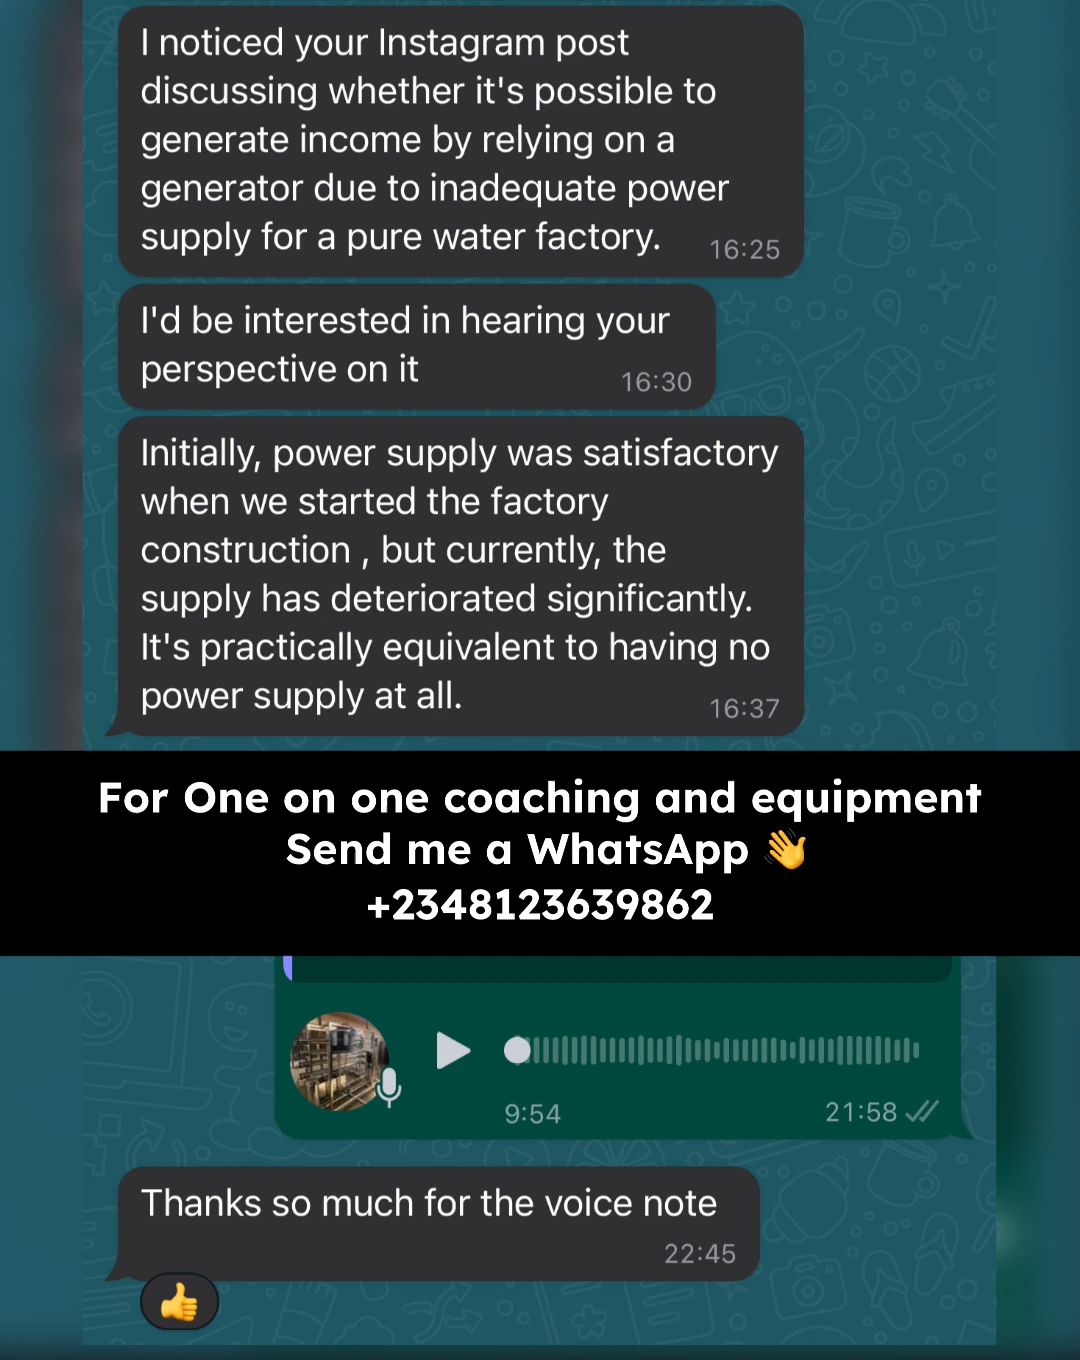 I noticed your Instagram post
discussing whether it's possible to
generate income by relying on a
generator due to inadequate power
supply for a pure water factory.
16:25
I'd be interested in hearing your
perspective on it
16:30
Initially, power supply was satisfactory
when we started the factory
construction , but currently, the
supply has deteriorated significantly.
It's practically equivalent to having no
power supply at all.
16:37
For One on one coaching and equipment
Send me a WhatsApp 👋
+2348123639862
9:54
21:58
Thanks so much for the voice note
22:45
👍